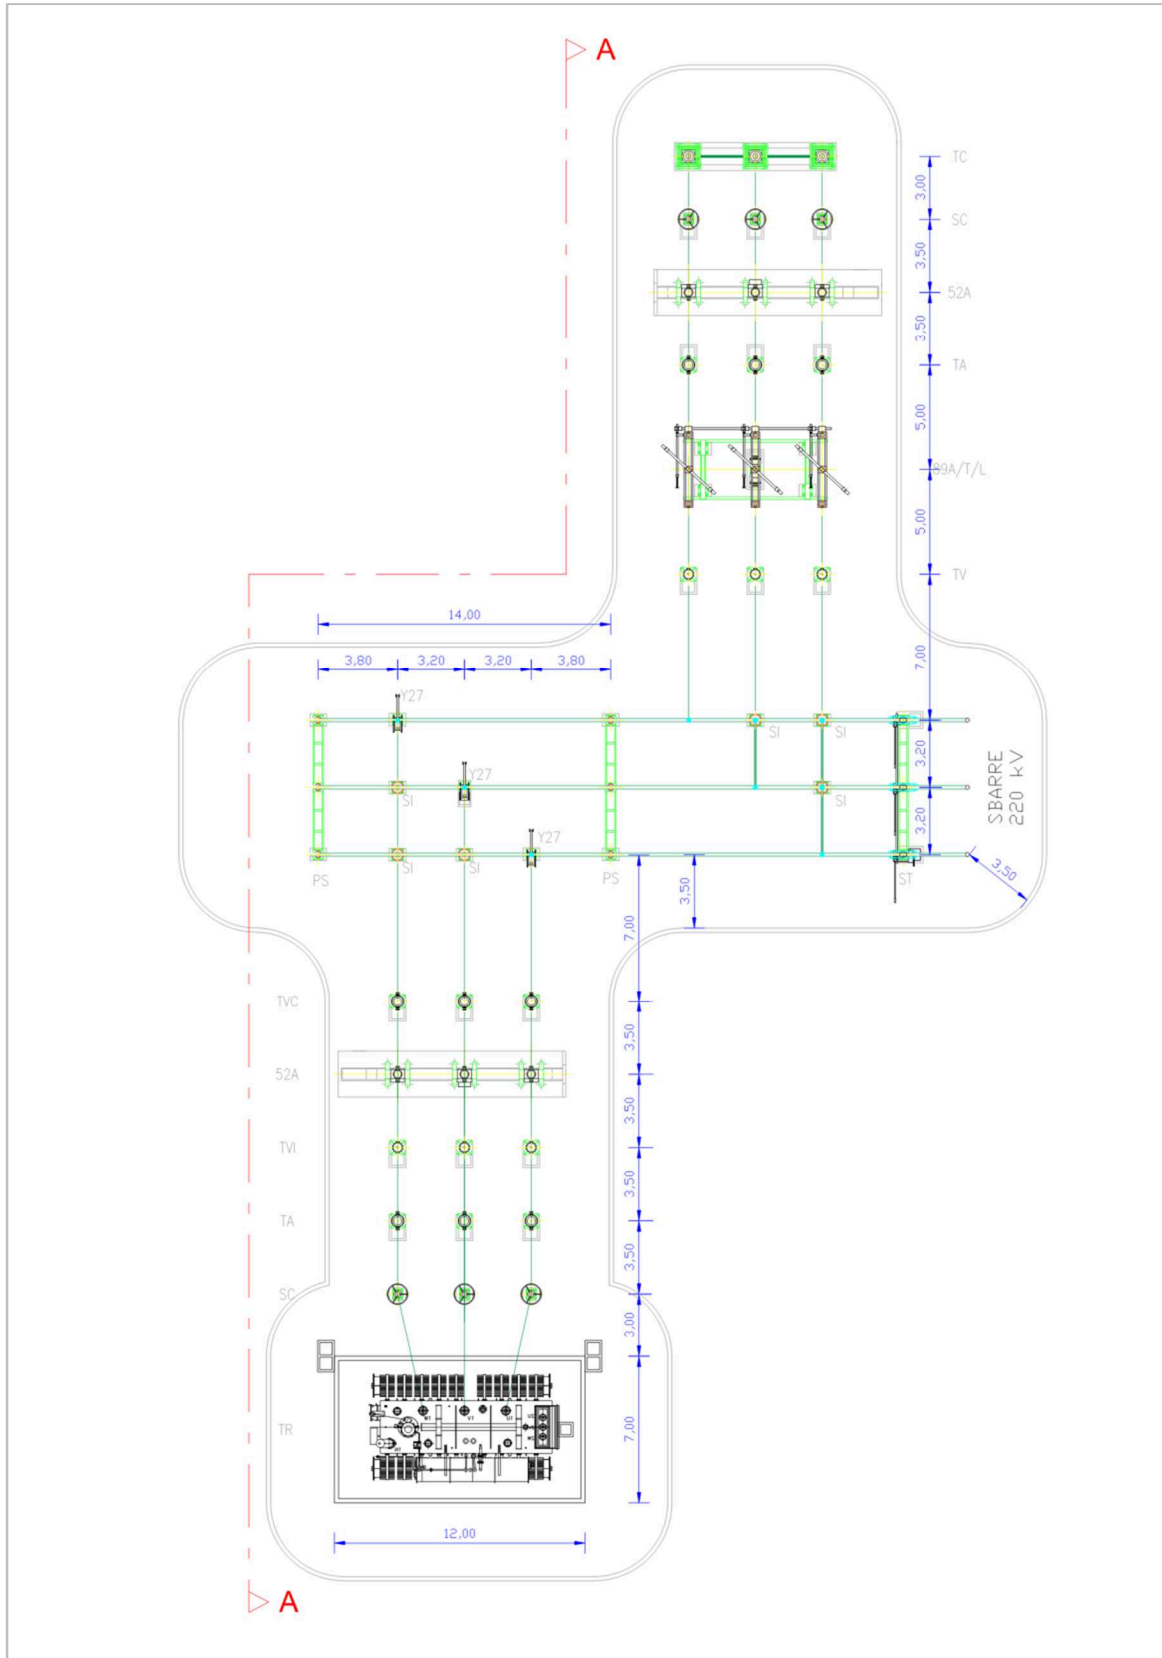 A
TC
3,00
SC
3,50
52A
3,50
TA
5,00
89A/T/L
5,00
TV
7,00
14,00
3,80 3,20 3,20 3,80
Y27
SI SI
3,20
Y27
SI SI
SBARRE
220 kV
3,20
Y27
PS SI SI PS ST
3,50
3,50
7,00
TVC
3,50
52A
3,50
TVI
3,50
TA
3,50
SC
3,00
TR
7,00
12,00
A